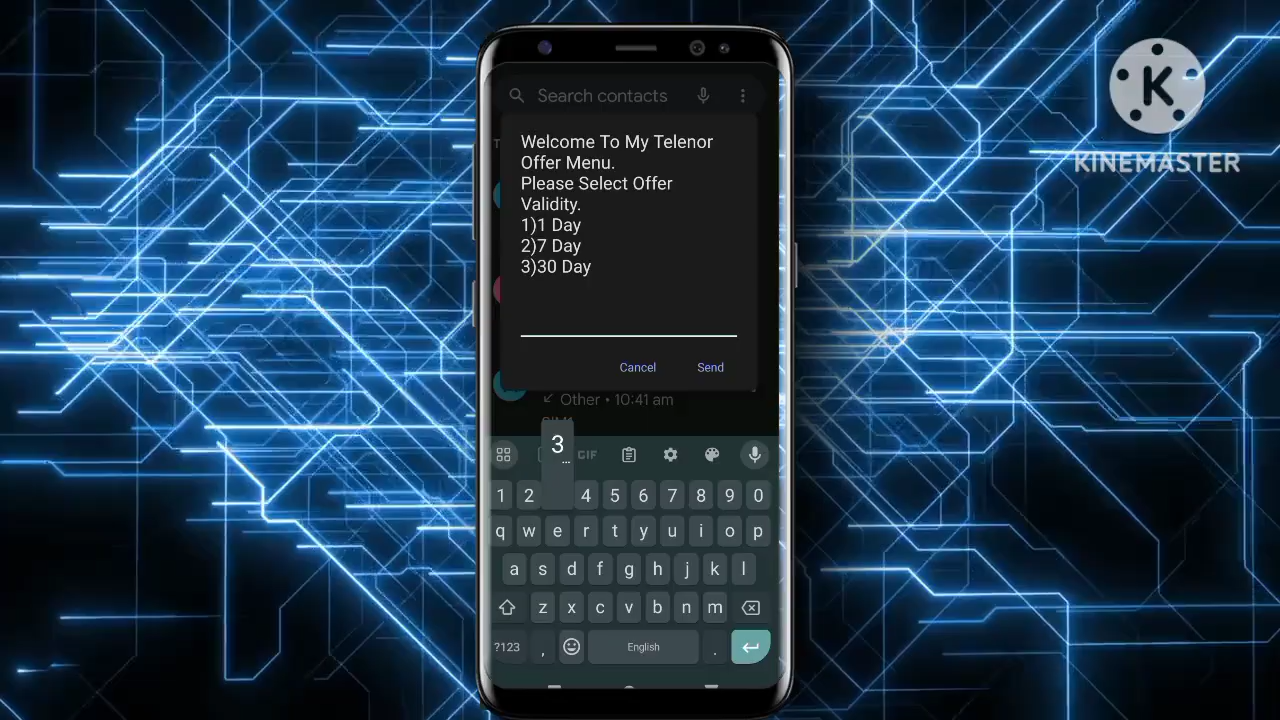 K
KINEMASTER
Search contacts
Welcome To My Telenor
Offer Menu.
Please Select Offer
Validity.
1)1 Day
2)7 Day
3)30 Day
Cancel Send
Other • 10:41 am
3
...
GIF
1 2 4 5 6 7 8 9 0
q w e r t y u i o p
a s d f g h j k l
z x c v b n m
?123 , English .